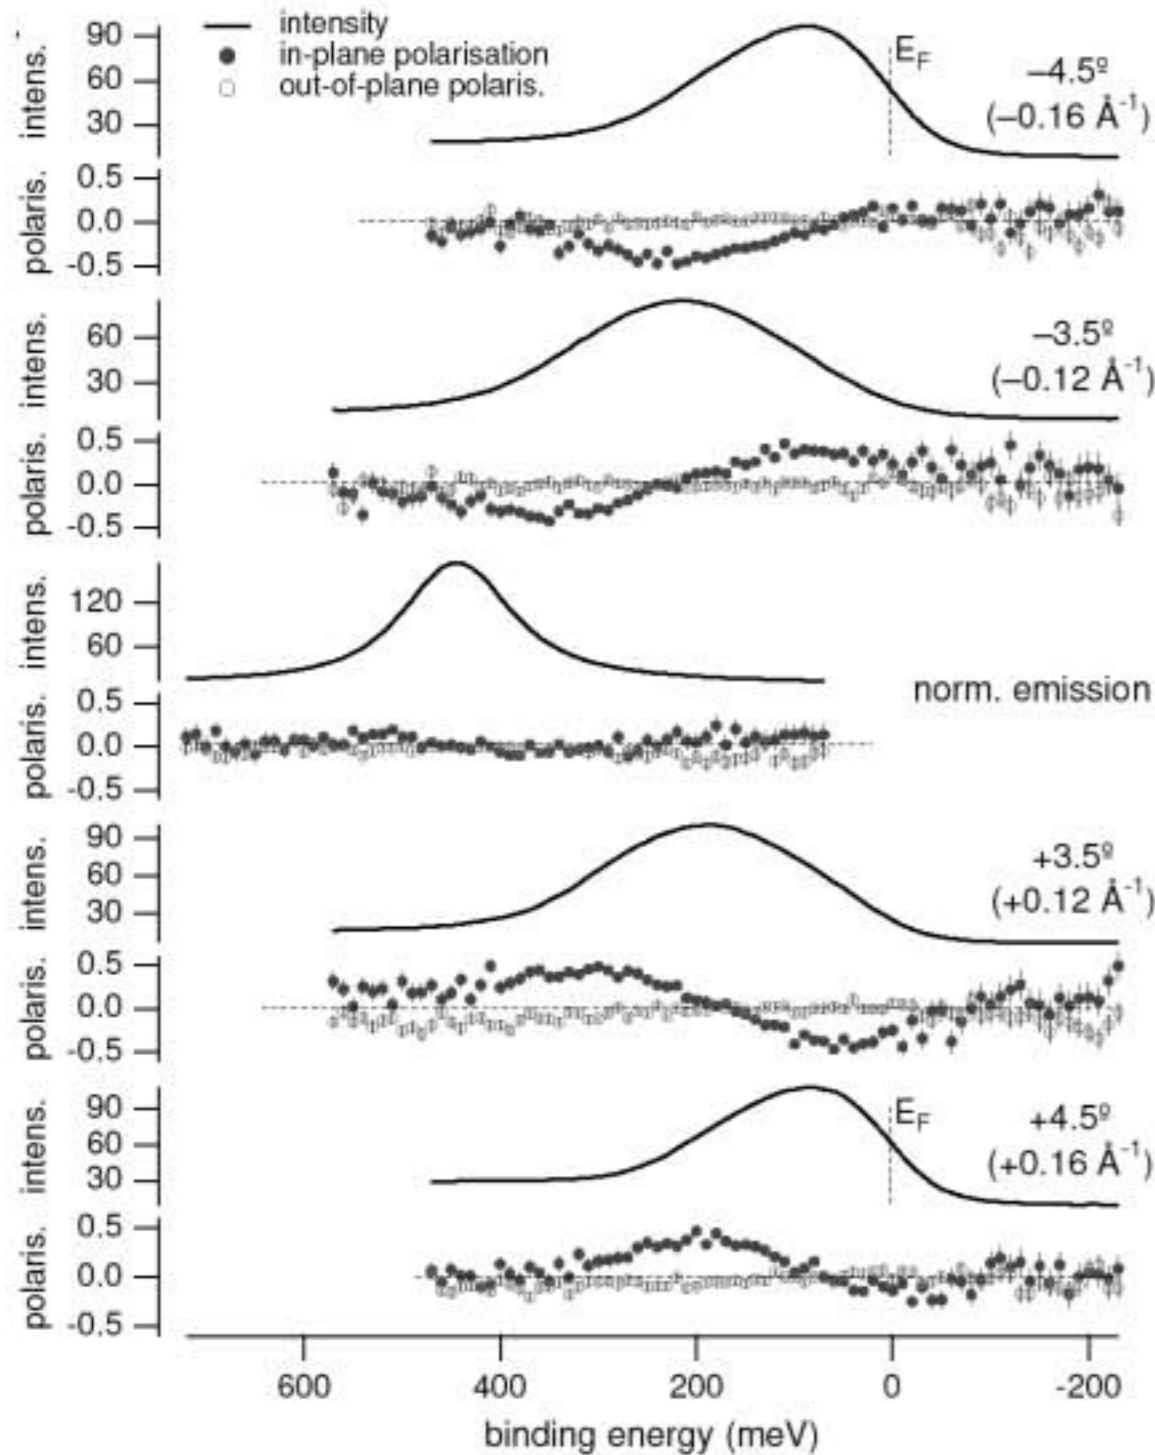 intensity
in-plane polarisation
out-of-plane polaris.
intens.
90
60
30
E_F
–4.5º
(–0.16 Å⁻¹)
polaris.
0.5
0.0
-0.5
intens.
60
30
–3.5º
(–0.12 Å⁻¹)
polaris.
0.5
0.0
-0.5
intens.
120
60
norm. emission
polaris.
0.5
0.0
-0.5
intens.
90
60
30
+3.5º
(+0.12 Å⁻¹)
polaris.
0.5
0.0
-0.5
intens.
90
60
30
E_F
+4.5º
(+0.16 Å⁻¹)
polaris.
0.5
0.0
-0.5
600 400 200 0 -200
binding energy (meV)